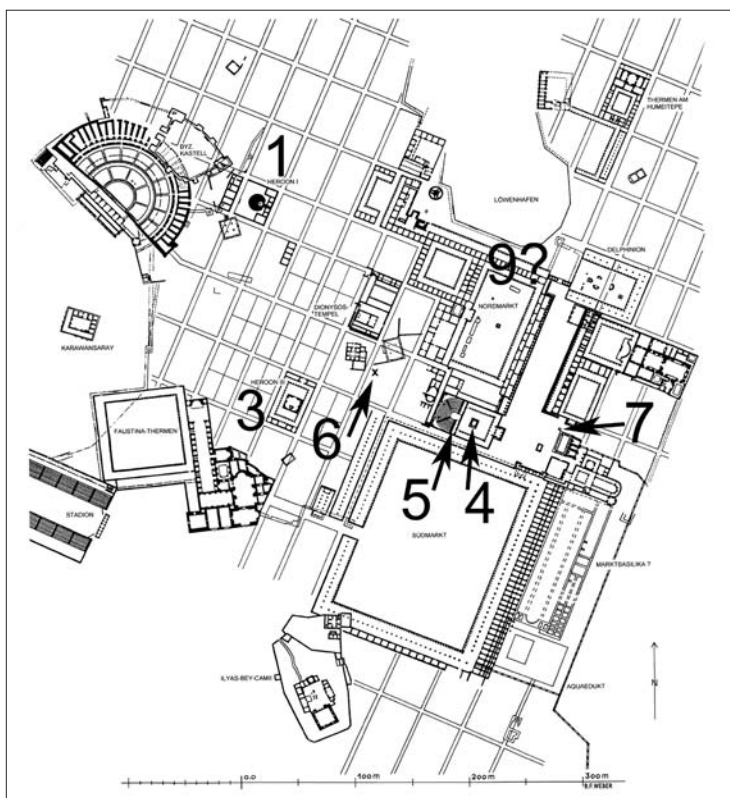 THERMEN AM
HUMEITEPE
BYZ.
KASTELL
1
HEROON I
LÖWENHAFEN
9?
DELPHINION
NORDMARKT
DIONYSOS-
TEMPEL
KARAWANSARAY
HEROON III
3
FAUSTINA-THERMEN
6
7
5
4
STADION
SÜDMARKT
MARKTBASILIKA ?
ILYAS-BEY-CAMII
AQUAEDUKT
N
0.0 100m 200m 300m
B.F.WEBER